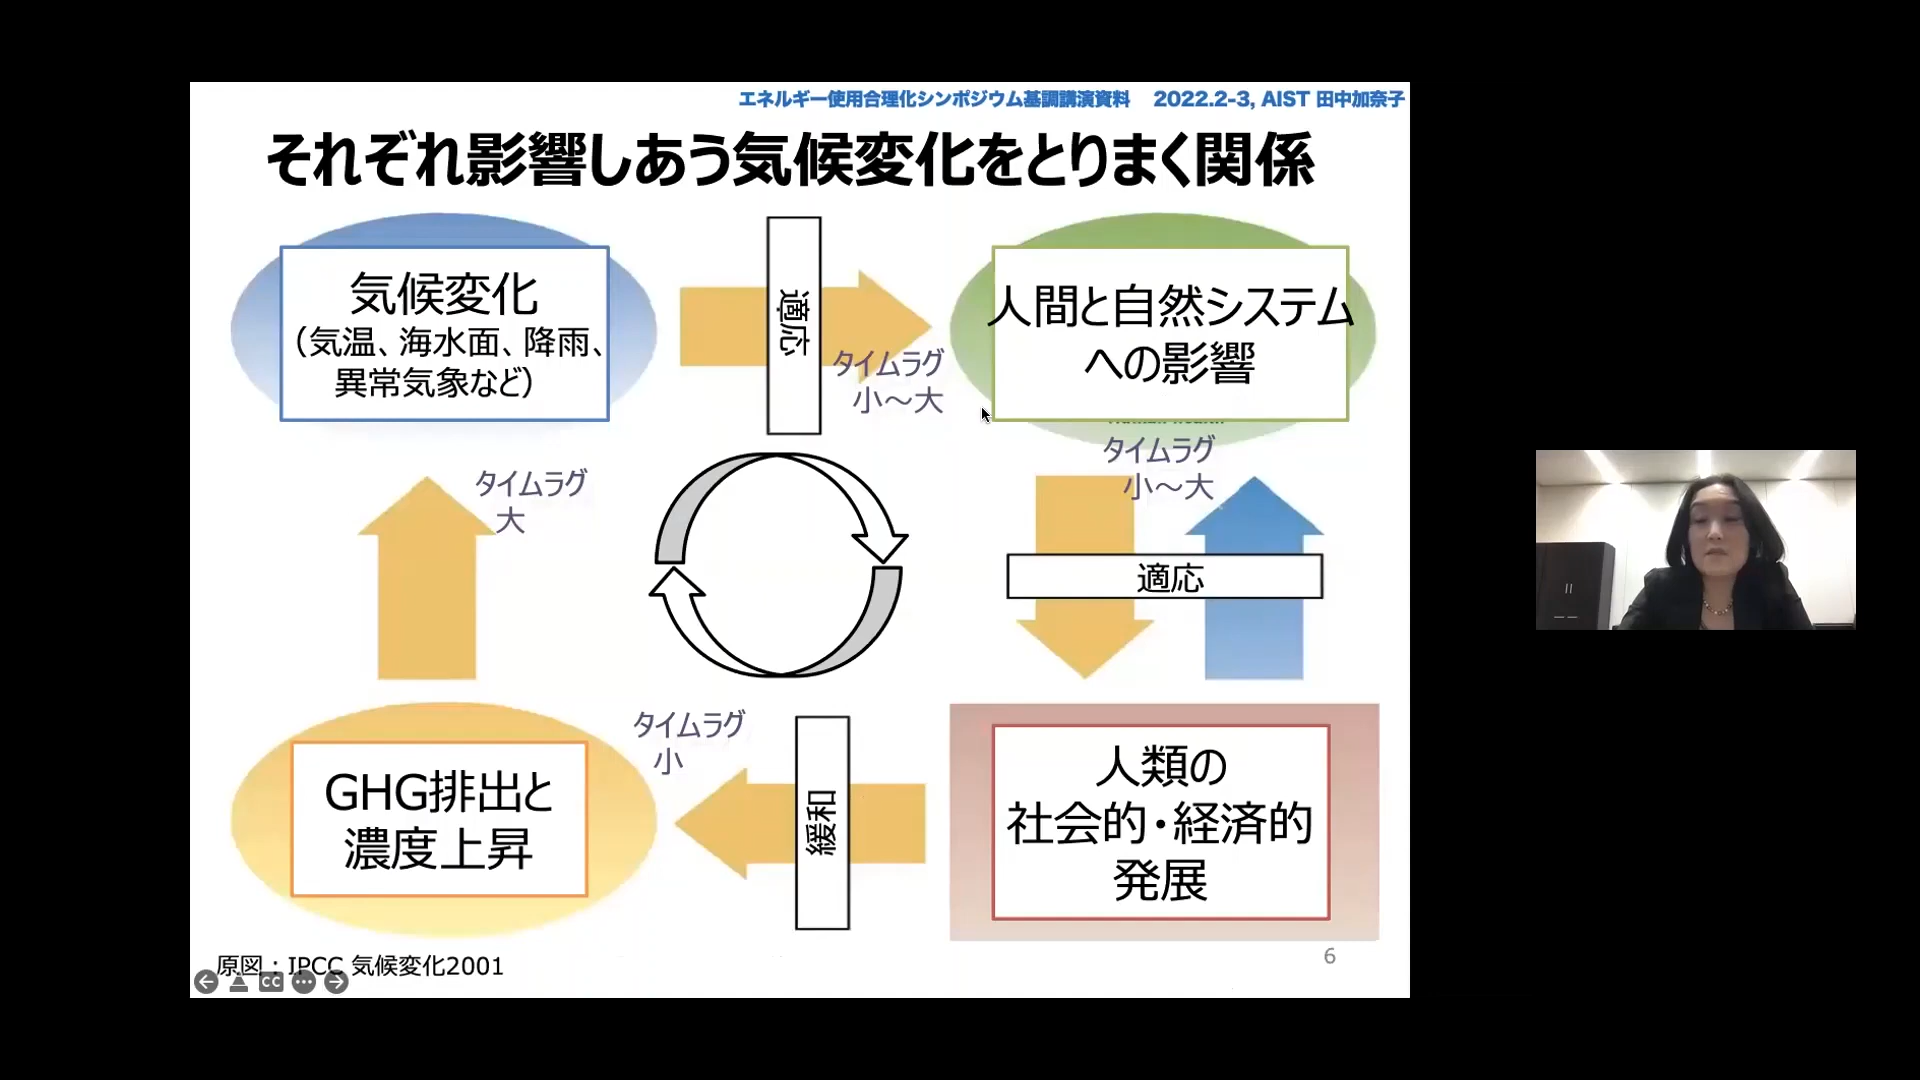 エネルギー使用合理化シンポジウム基調講演資料 2022.2-3, AIST 田中加奈子
それぞれ影響しあう気候変化をとりまく関係
気候変化
（気温、海水面、降雨、
異常気象など）
適応
タイムラグ
小～大
人間と自然システム
への影響
タイムラグ
大
タイムラグ
小～大
適応
GHG排出と
濃度上昇
タイムラグ
小
緩和
人類の
社会的・経済的
発展
原図：IPCC 気候変化2001
CC
6